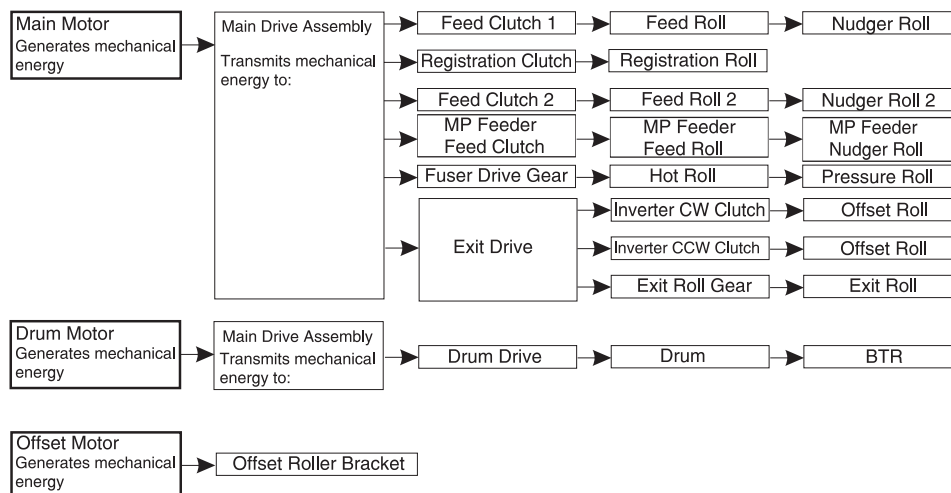 Main Motor
Generates mechanical
energy
Main Drive Assembly
Transmits mechanical
energy to:
Feed Clutch 1
Feed Roll
Nudger Roll
Registration Clutch
Registration Roll
Feed Clutch 2
Feed Roll 2
Nudger Roll 2
MP Feeder
Feed Clutch
MP Feeder
Feed Roll
MP Feeder
Nudger Roll
Fuser Drive Gear
Hot Roll
Pressure Roll
Exit Drive
Inverter CW Clutch
Offset Roll
Inverter CCW Clutch
Offset Roll
Exit Roll Gear
Exit Roll
Drum Motor
Generates mechanical
energy
Main Drive Assembly
Transmits mechanical
energy to:
Drum Drive
Drum
BTR
Offset Motor
Generates mechanical
energy
Offset Roller Bracket